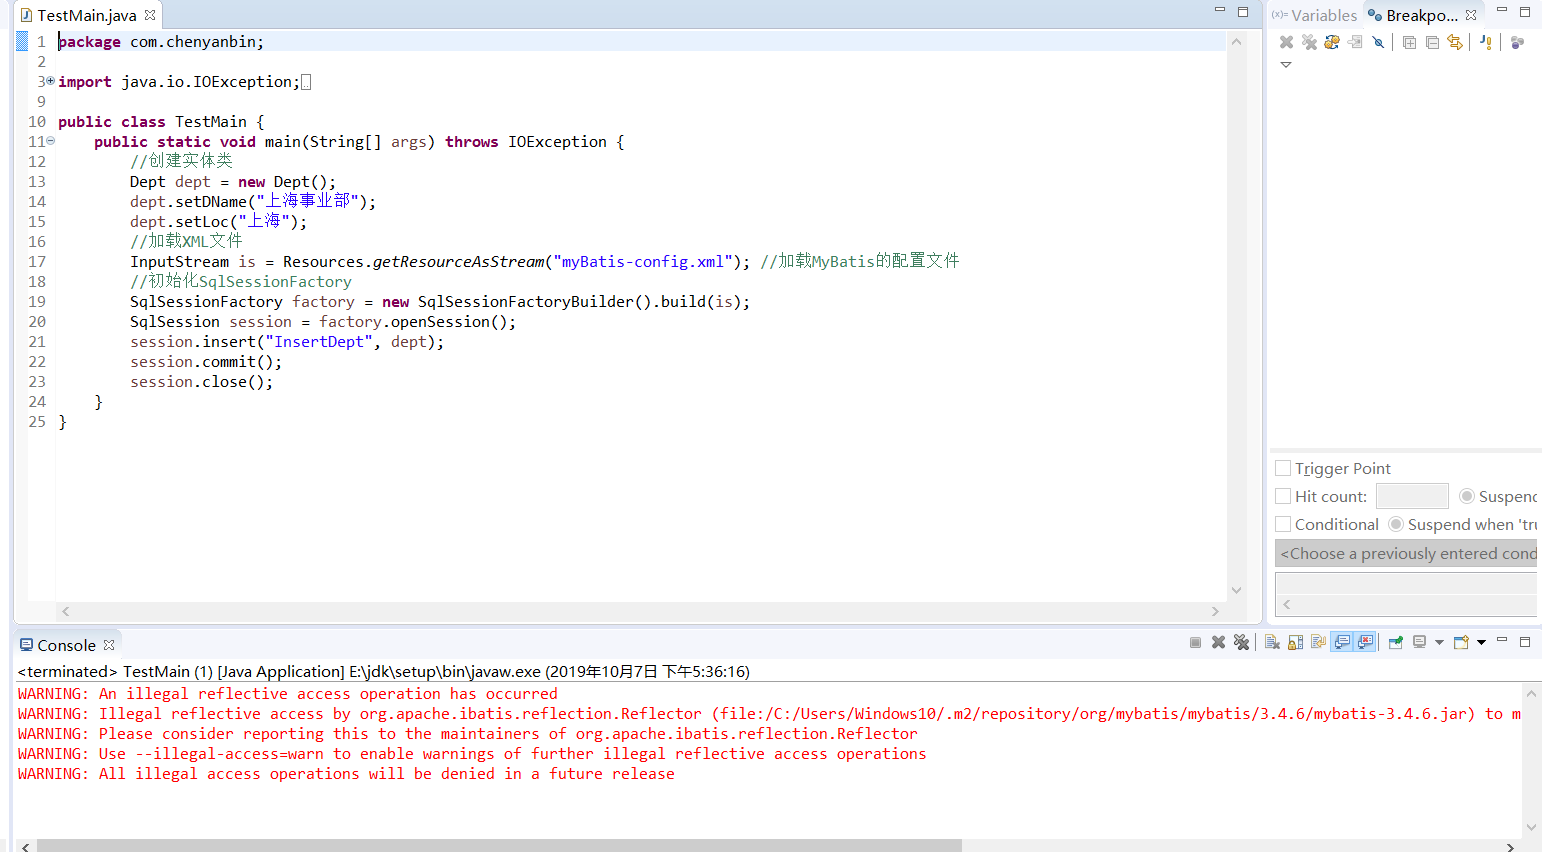 TestMain.java
1 package com.chenyanbin;
2
3 import java.io.IOException;
9
10 public class TestMain {
11 public static void main(String[] args) throws IOException {
12 //创建实体类
13 Dept dept = new Dept();
14 dept.setDName("上海事业部");
15 dept.setLoc("上海");
16 //加载XML文件
17 InputStream is = Resources.getResourceAsStream("myBatis-config.xml"); //加载MyBatis的配置文件
18 //初始化SqlSessionFactory
19 SqlSessionFactory factory = new SqlSessionFactoryBuilder().build(is);
20 SqlSession session = factory.openSession();
21 session.insert("InsertDept", dept);
22 session.commit();
23 session.close();
24 }
25 }
(x)= Variables Breakpo...
Trigger Point
Hit count: Suspend
Conditional Suspend when 'tru
<Choose a previously entered cond
Console
<terminated> TestMain (1) [Java Application] E:\jdk\setup\bin\javaw.exe (2019年10月7日 下午5:36:16)
WARNING: An illegal reflective access operation has occurred
WARNING: Illegal reflective access by org.apache.ibatis.reflection.Reflector (file:/C:/Users/Windows10/.m2/repository/org/mybatis/mybatis/3.4.6/mybatis-3.4.6.jar) to m
WARNING: Please consider reporting this to the maintainers of org.apache.ibatis.reflection.Reflector
WARNING: Use --illegal-access=warn to enable warnings of further illegal reflective access operations
WARNING: All illegal access operations will be denied in a future release